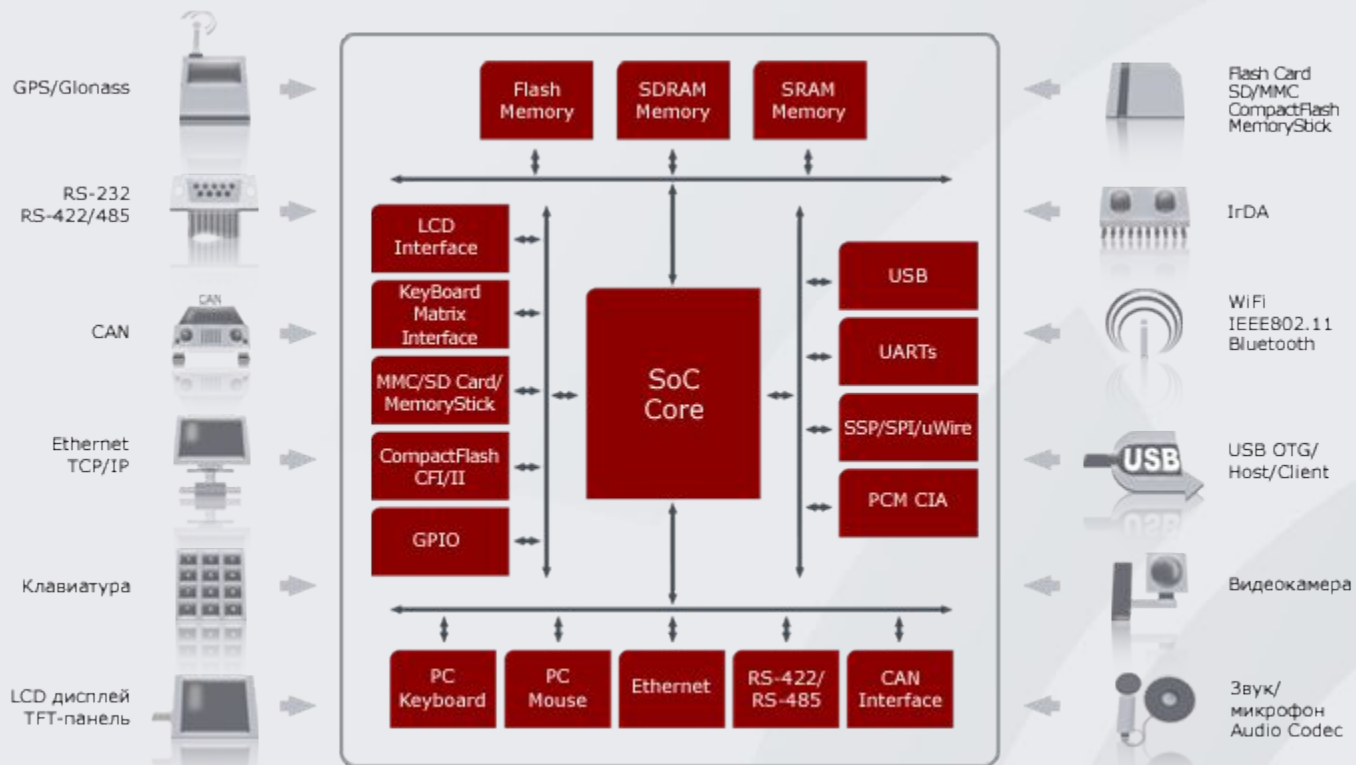 GPS/Glonass
RS-232
RS-422/485
CAN
CAN
Ethernet
TCP/IP
Клавиатура
LCD дисплей
TFT-панель
Flash
Memory
SDRAM
Memory
SRAM
Memory
LCD
Interface
KeyBoard
Matrix
Interface
MMC/SD Card/
MemoryStick
CompactFlash
CFI/II
GPIO
SoC
Core
USB
UARTs
SSP/SPI/uWire
PCM CIA
PC
Keyboard
PC
Mouse
Ethernet
RS-422/
RS-485
CAN
Interface
Flash Card
SD/MMC
CompactFlash
MemoryStick
IrDA
WiFi
IEEE802.11
Bluetooth
USB
USB OTG/
Host/Client
Видеокамера
Звук/
микрофон
Audio Codec